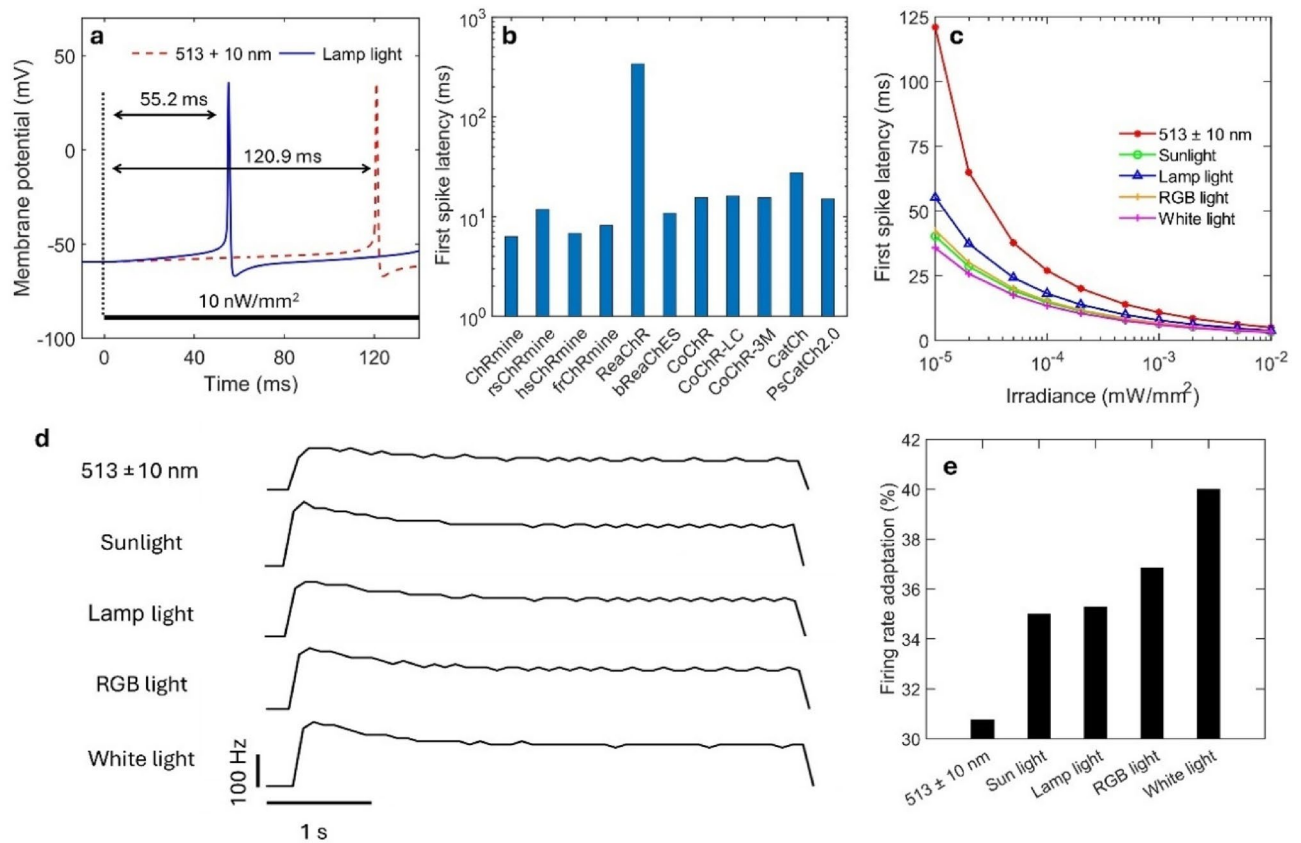 a
513 + 10 nm
Lamp light
50
0
-50
-100
Membrane potential (mV)
55.2 ms
120.9 ms
10 nW/mm²
0
40
80
120
Time (ms)
b
First spike latency (ms)
10³
10²
10¹
10⁰
ChRmine
rsChRmine
hsChRmine
frChRmine
ReaChR
bReaChES
CoChR
CoChR-LC
CoChR-3M
CatCh
PsCatCh2.0
c
First spike latency (ms)
125
100
75
50
25
0
513 ± 10 nm
Sunlight
Lamp light
RGB light
White light
10⁻⁵
10⁻⁴
10⁻³
10⁻²
Irradiance (mW/mm²)
d
513 ± 10 nm
Sunlight
Lamp light
RGB light
White light
100 Hz
1 s
e
Firing rate adaptation (%)
42
40
38
36
34
32
30
513 ± 10 nm
Sun light
Lamp light
RGB light
White light